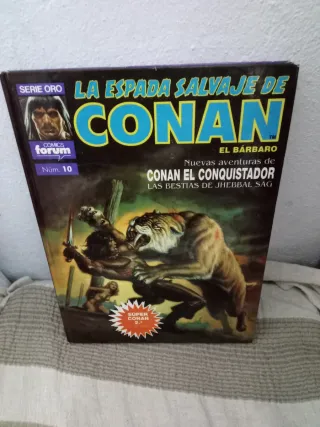 SERIE ORO
LA ESPADA SALVAJE DE
CONAN
TM
EL BÁRBARO
COMICS
forum
Núm. 10
Nuevas aventuras de
CONAN EL CONQUISTADOR
LAS BESTIAS DE JHEBBAL SAG
SUPER
CONAN